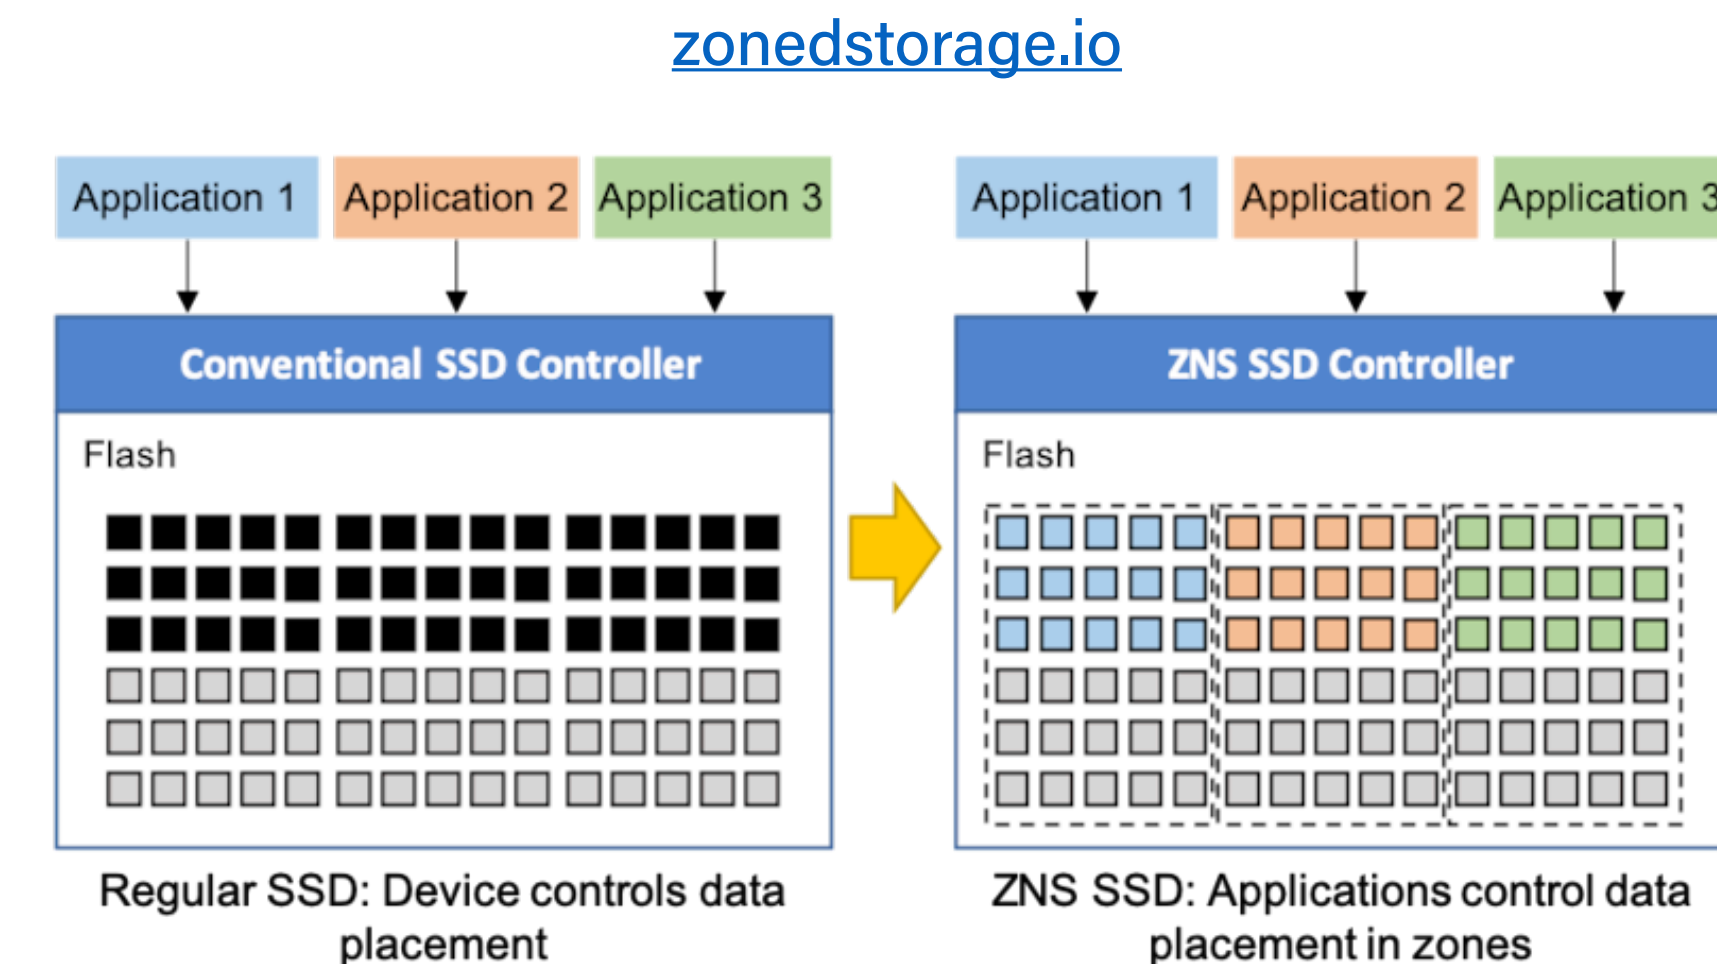 zonedstorage.io
Application 1
Application 2
Application 3
Conventional SSD Controller
Flash
Regular SSD: Device controls data
placement
Application 1
Application 2
Application 3
ZNS SSD Controller
Flash
ZNS SSD: Applications control data
placement in zones